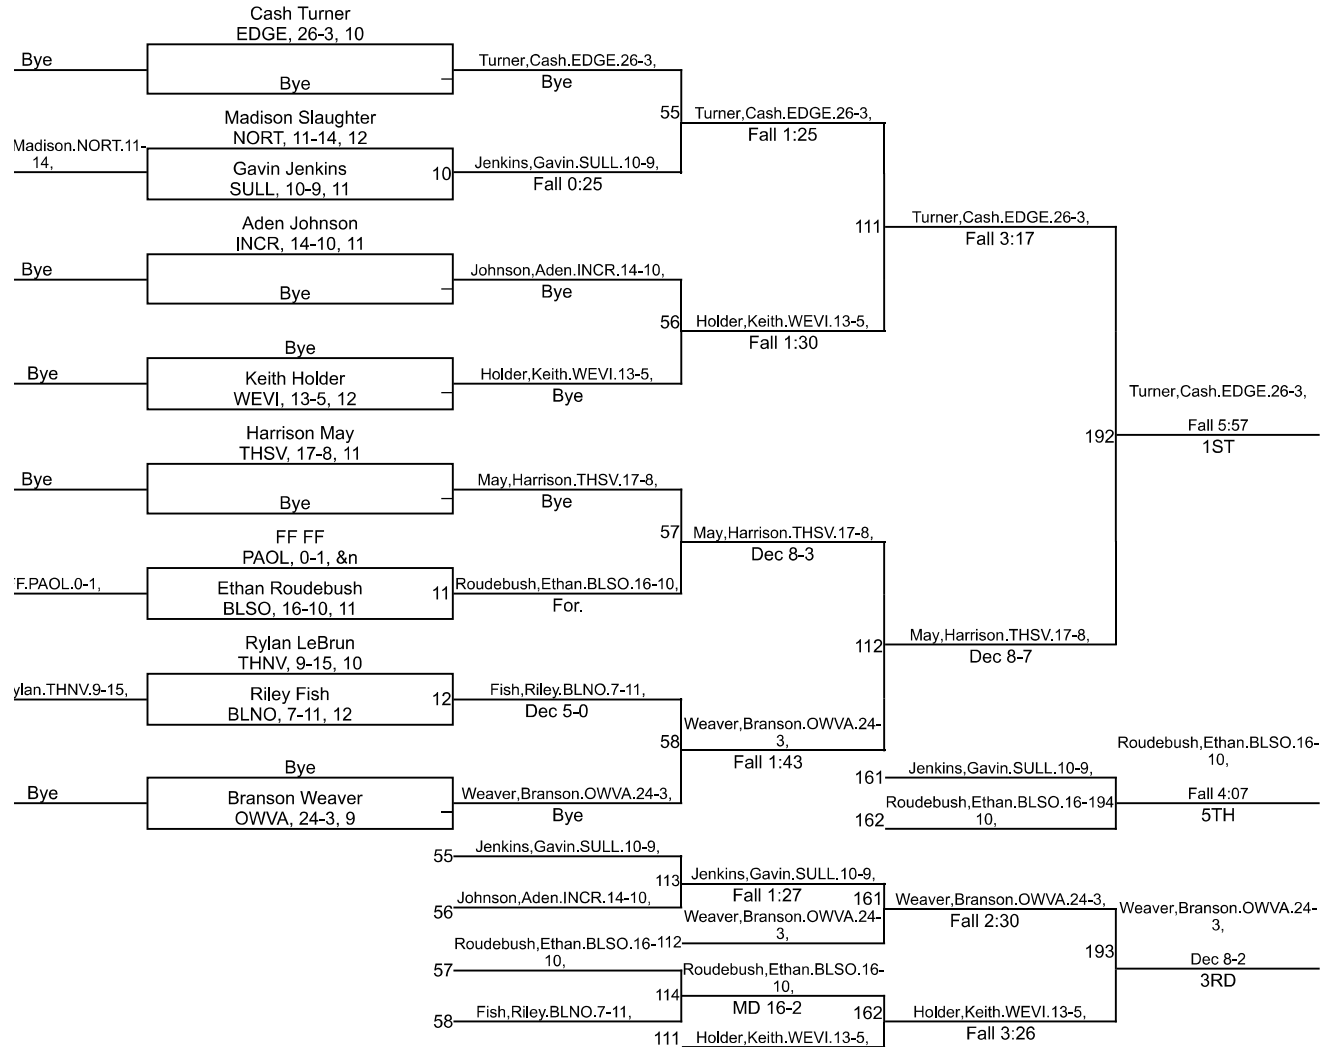 Cash Turner
EDGE, 26-3, 10
Bye
Bye
Turner,Cash.EDGE.26-3,
Bye
Madison Slaughter
NORT, 11-14, 12
Madison.NORT.11-
14,
Gavin Jenkins
SULL, 10-9, 11
10
Jenkins,Gavin.SULL.10-9,
Fall 0:25
55
Turner,Cash.EDGE.26-3,
Fall 1:25
Aden Johnson
INCR, 14-10, 11
Bye
Bye
Johnson,Aden.INCR.14-10,
Bye
Bye
Bye
Keith Holder
WEVI, 13-5, 12
Holder,Keith.WEVI.13-5,
Bye
56
Holder,Keith.WEVI.13-5,
Fall 1:30
111
Turner,Cash.EDGE.26-3,
Fall 3:17
Harrison May
THSV, 17-8, 11
Bye
Bye
May,Harrison.THSV.17-8,
Bye
FF FF
PAOL, 0-1, &n
F.PAOL.0-1,
Ethan Roudebush
BLSO, 16-10, 11
11
Roudebush,Ethan.BLSO.16-10,
For.
57
May,Harrison.THSV.17-8,
Dec 8-3
Rylan LeBrun
THNV, 9-15, 10
ylan.THNV.9-15,
Riley Fish
BLNO, 7-11, 12
12
Fish,Riley.BLNO.7-11,
Dec 5-0
Bye
Bye
Branson Weaver
OWVA, 24-3, 9
Weaver,Branson.OWVA.24-3,
Bye
58
Weaver,Branson.OWVA.24-
3,
Fall 1:43
112
May,Harrison.THSV.17-8,
Dec 8-7
192
Turner,Cash.EDGE.26-3,
Fall 5:57
1ST
161
Jenkins,Gavin.SULL.10-9,
162
Roudebush,Ethan.BLSO.16-
10,
194
Roudebush,Ethan.BLSO.16-
10,
Fall 4:07
5TH
55
Jenkins,Gavin.SULL.10-9,
56
Johnson,Aden.INCR.14-10,
113
Jenkins,Gavin.SULL.10-9,
Fall 1:27
112
Weaver,Branson.OWVA.24-
3,
161
Weaver,Branson.OWVA.24-3,
Fall 2:30
57
Roudebush,Ethan.BLSO.16-
10,
58
Fish,Riley.BLNO.7-11,
114
Roudebush,Ethan.BLSO.16-
10,
MD 16-2
111
Holder,Keith.WEVI.13-5,
162
Holder,Keith.WEVI.13-5,
Fall 3:26
193
Weaver,Branson.OWVA.24-
3,
Dec 8-2
3RD